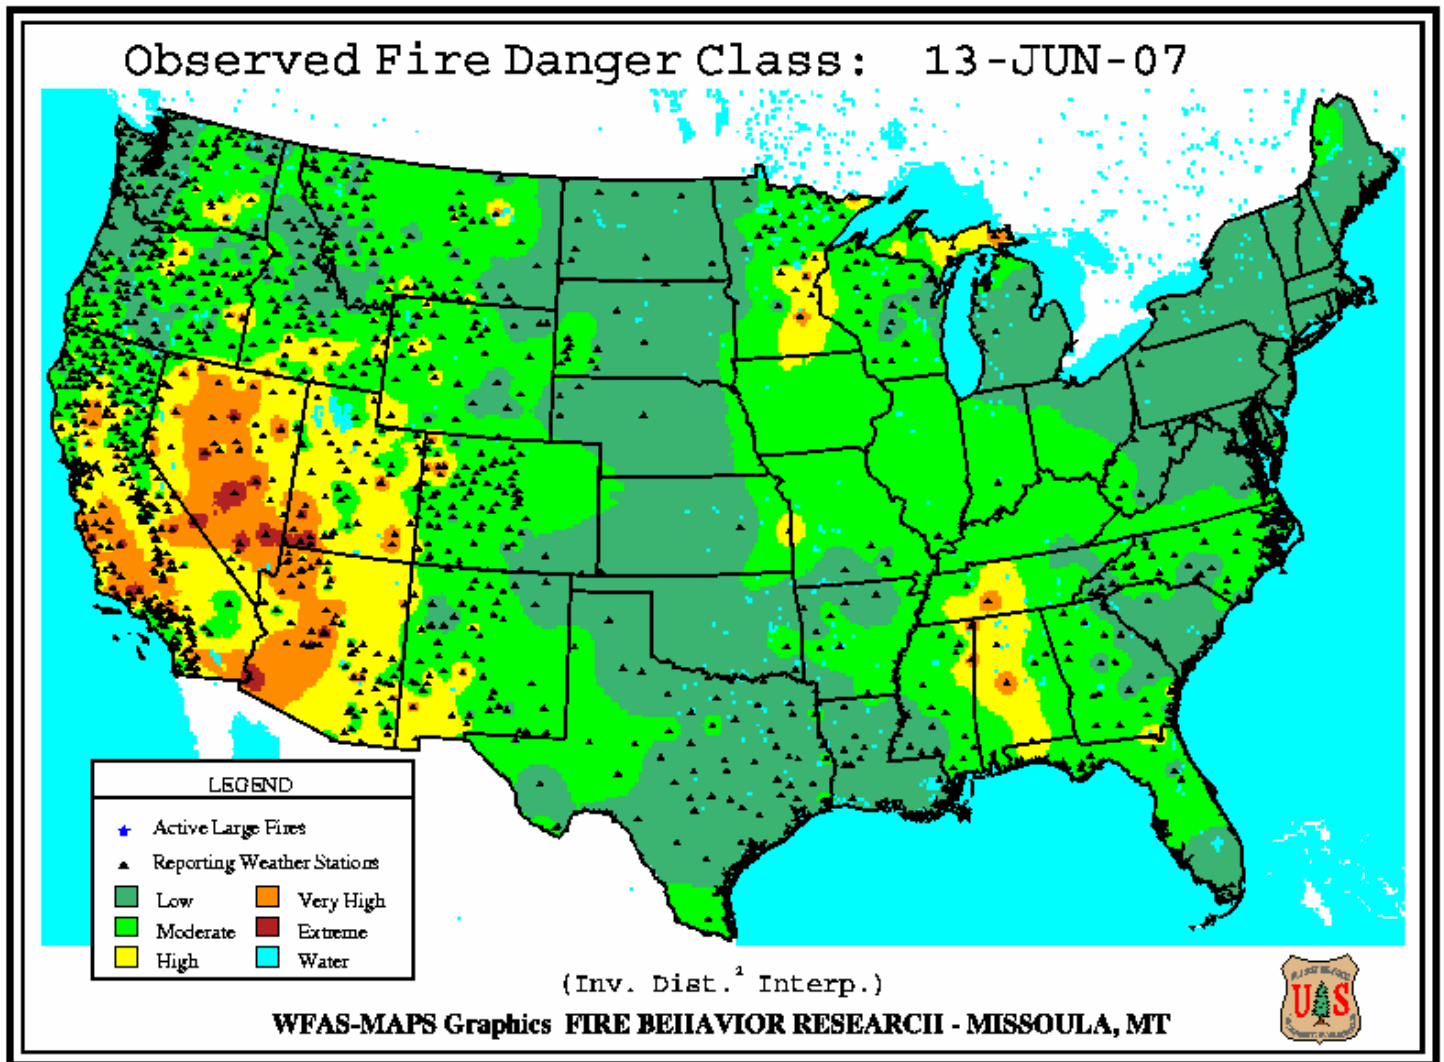 Observed Fire Danger Class: 13-JUN-07
LEGEND
Active Large Fires
Reporting Weather Stations
Low
Very High
Moderate
Extreme
High
Water
(Inv. Dist.² Interp.)
WFAS-MAPS Graphics FIRE BEHAVIOR RESEARCH - MISSOULA, MT
U S